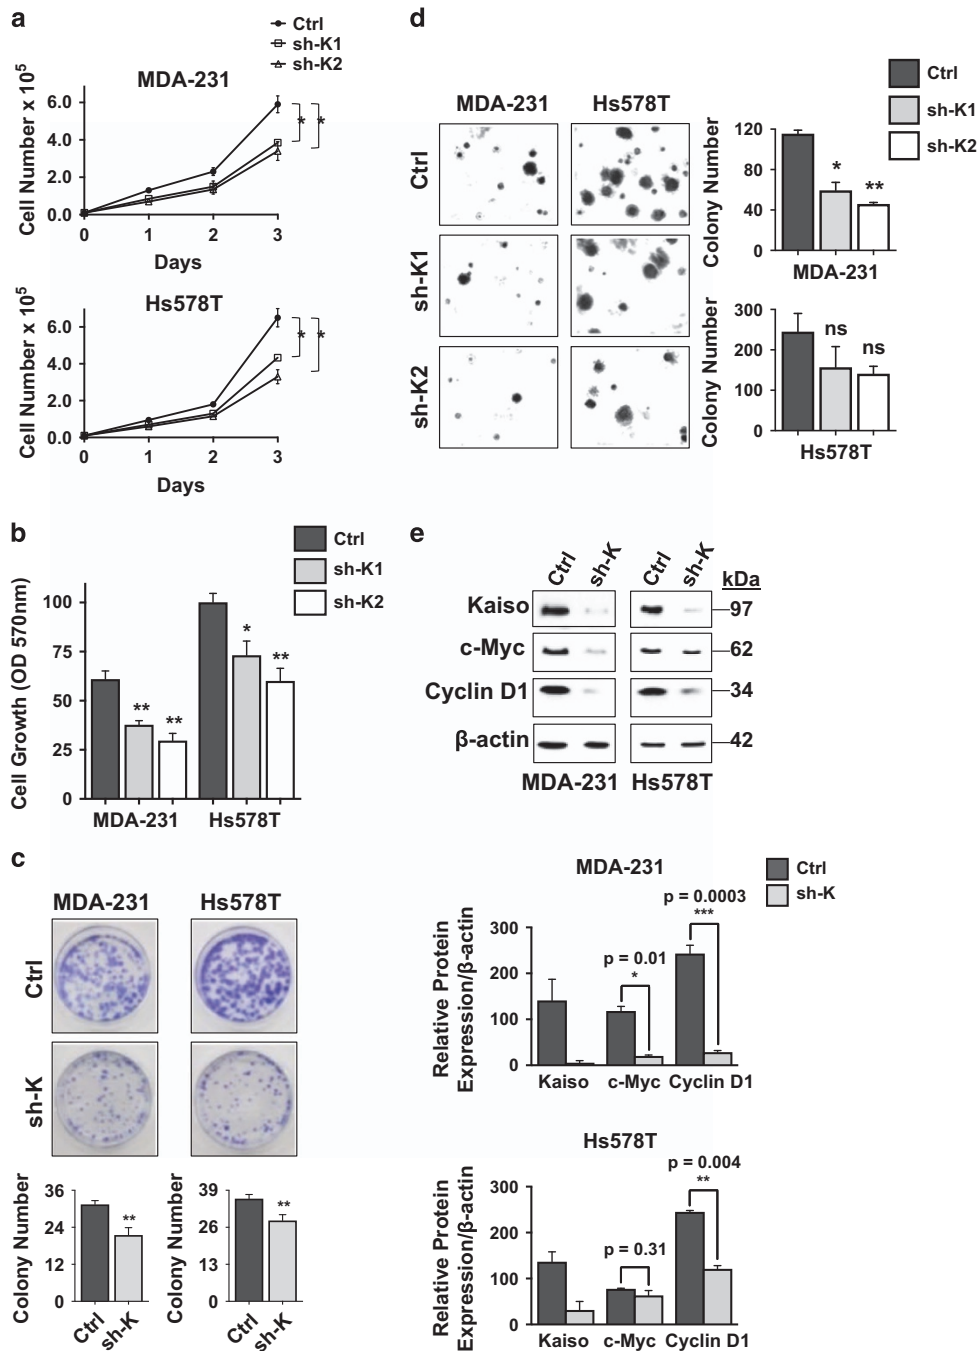 a
Ctrl
sh-K1
sh-K2
MDA-231
Cell Number x 10⁵
6.0
4.0
2.0
0.0
* *
0 1 2 3
Days
Hs578T
Cell Number x 10⁵
6.0
4.0
2.0
0.0
* *
0 1 2 3
Days
b
Ctrl
sh-K1
sh-K2
Cell Growth (OD 570nm)
100
75
50
25
0
** ** * **
MDA-231 Hs578T
c
MDA-231 Hs578T
Ctrl
sh-K
Colony Number
36
24
12
0
**
Ctrl sh-K
Colony Number
39
26
13
0
**
Ctrl sh-K
d
Ctrl
sh-K1
sh-K2
MDA-231 Hs578T
Ctrl
sh-K1
sh-K2
Colony Number
120
80
40
0
* **
MDA-231
Colony Number
300
200
100
0
ns ns
Hs578T
e
Ctrl sh-K Ctrl sh-K kDa
Kaiso 97
c-Myc 62
Cyclin D1 34
β-actin 42
MDA-231 Hs578T
Ctrl
sh-K
MDA-231
Relative Protein
Expression/β-actin
300
200
100
0
p = 0.01
*
p = 0.0003
***
Kaiso c-Myc Cyclin D1
Hs578T
Relative Protein
Expression/β-actin
300
200
100
0
p = 0.31
p = 0.004
**
Kaiso c-Myc Cyclin D1